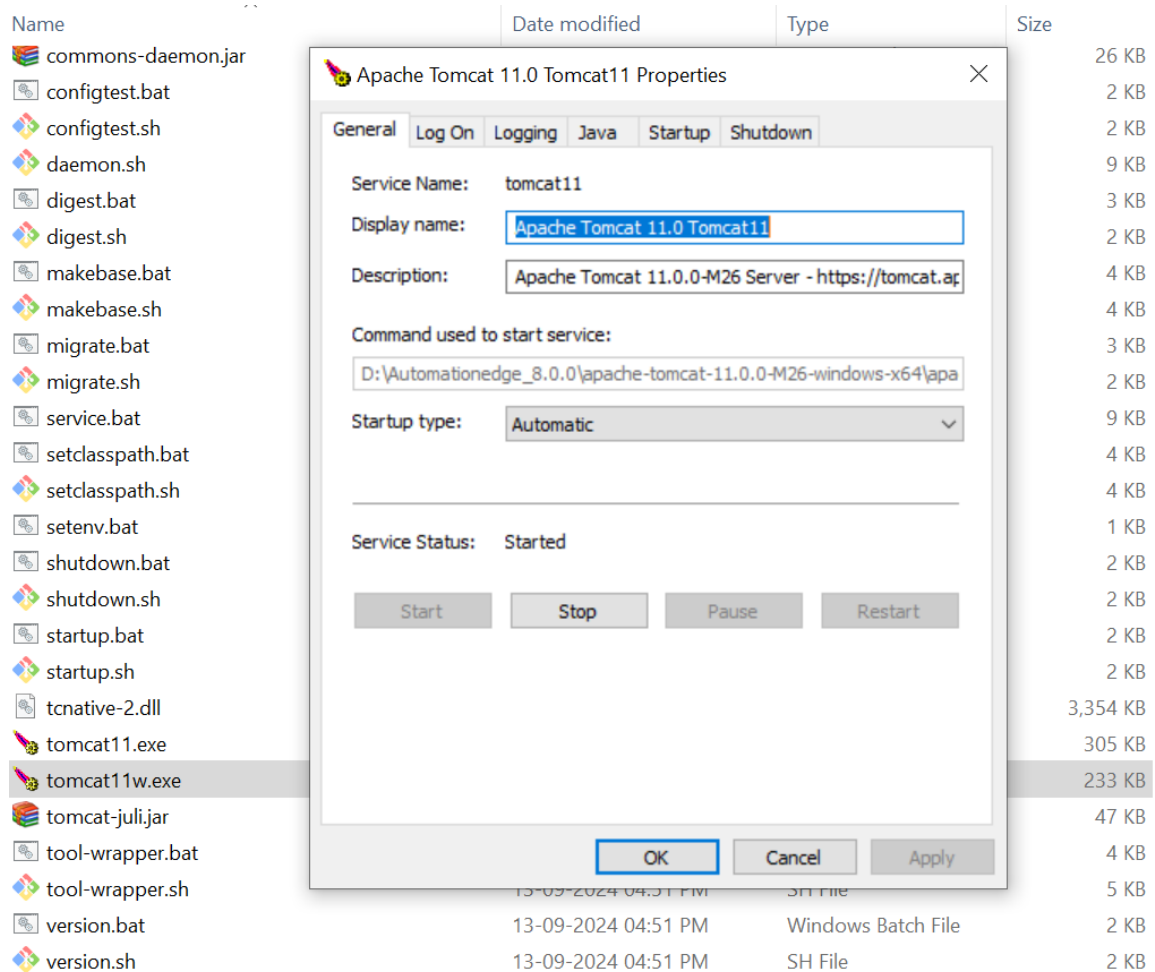 Name Date modified Type Size
commons-daemon.jar 26 KB
Apache Tomcat 11.0 Tomcat11 Properties
configtest.bat 2 KB
configtest.sh 2 KB
General Log On Logging Java Startup Shutdown
daemon.sh 9 KB
Service Name: tomcat11
digest.bat 3 KB
Display name: Apache Tomcat 11.0 Tomcat11
digest.sh 2 KB
makebase.bat 4 KB
Description: Apache Tomcat 11.0.0-M26 Server - https://tomcat.ap
makebase.sh 4 KB
Command used to start service:
migrate.bat 3 KB
D:\Automationedge_8.0.0\apache-tomcat-11.0.0-M26-windows-x64\apa
migrate.sh 2 KB
service.bat 9 KB
Startup type: Automatic
setclasspath.bat 4 KB
setclasspath.sh 4 KB
setenv.bat 1 KB
Service Status: Started
shutdown.bat 2 KB
shutdown.sh 2 KB
Start Stop Pause Restart
startup.bat 2 KB
startup.sh 2 KB
tcnative-2.dll 3,354 KB
tomcat11.exe 305 KB
tomcat11w.exe 233 KB
tomcat-juli.jar 47 KB
tool-wrapper.bat 4 KB
OK Cancel Apply
tool-wrapper.sh 13-09-2024 04:51 PM SH File 5 KB
version.bat 13-09-2024 04:51 PM Windows Batch File 2 KB
version.sh 13-09-2024 04:51 PM SH File 2 KB